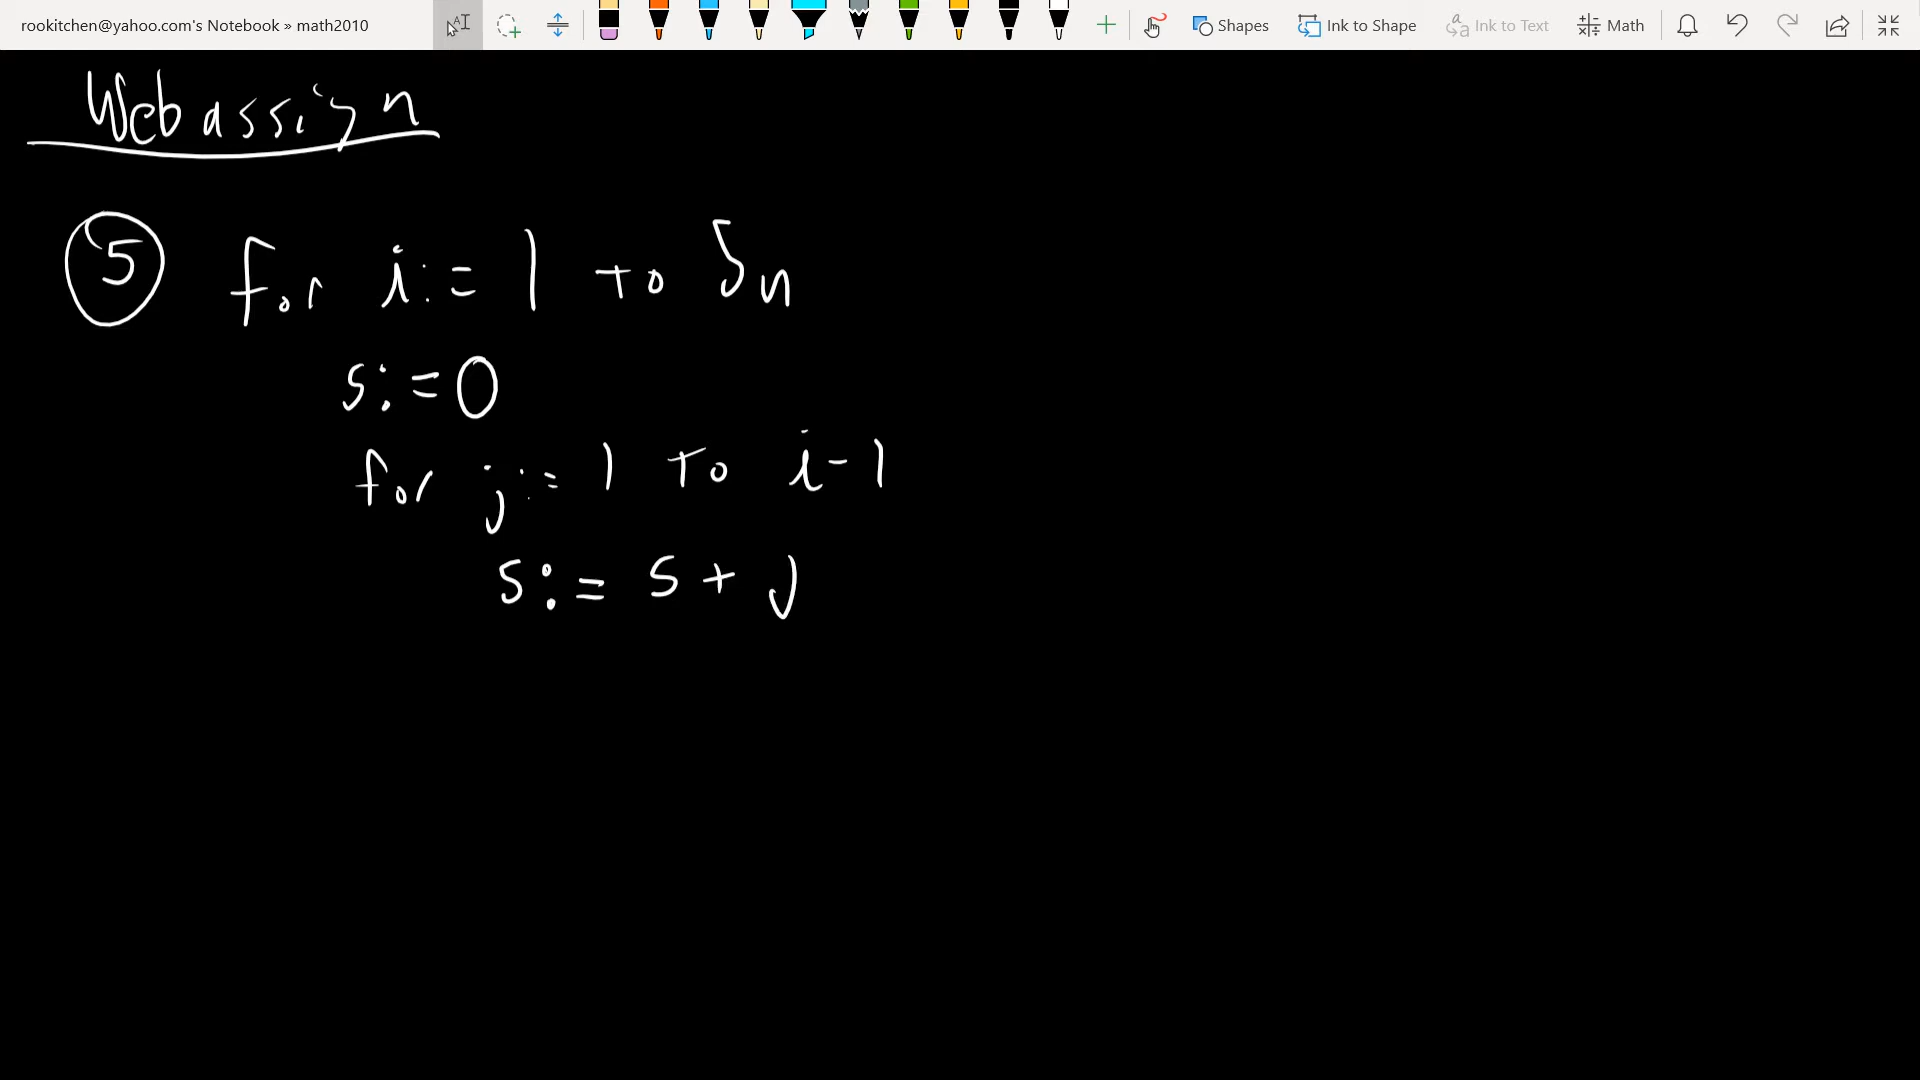 rookitchen@yahoo.com's Notebook » math2010
Shapes
Ink to Shape
Ink to Text
Math
Webassign
5 for i := 1 to 5n
s := 0
for j := 1 to i-1
s := s + j